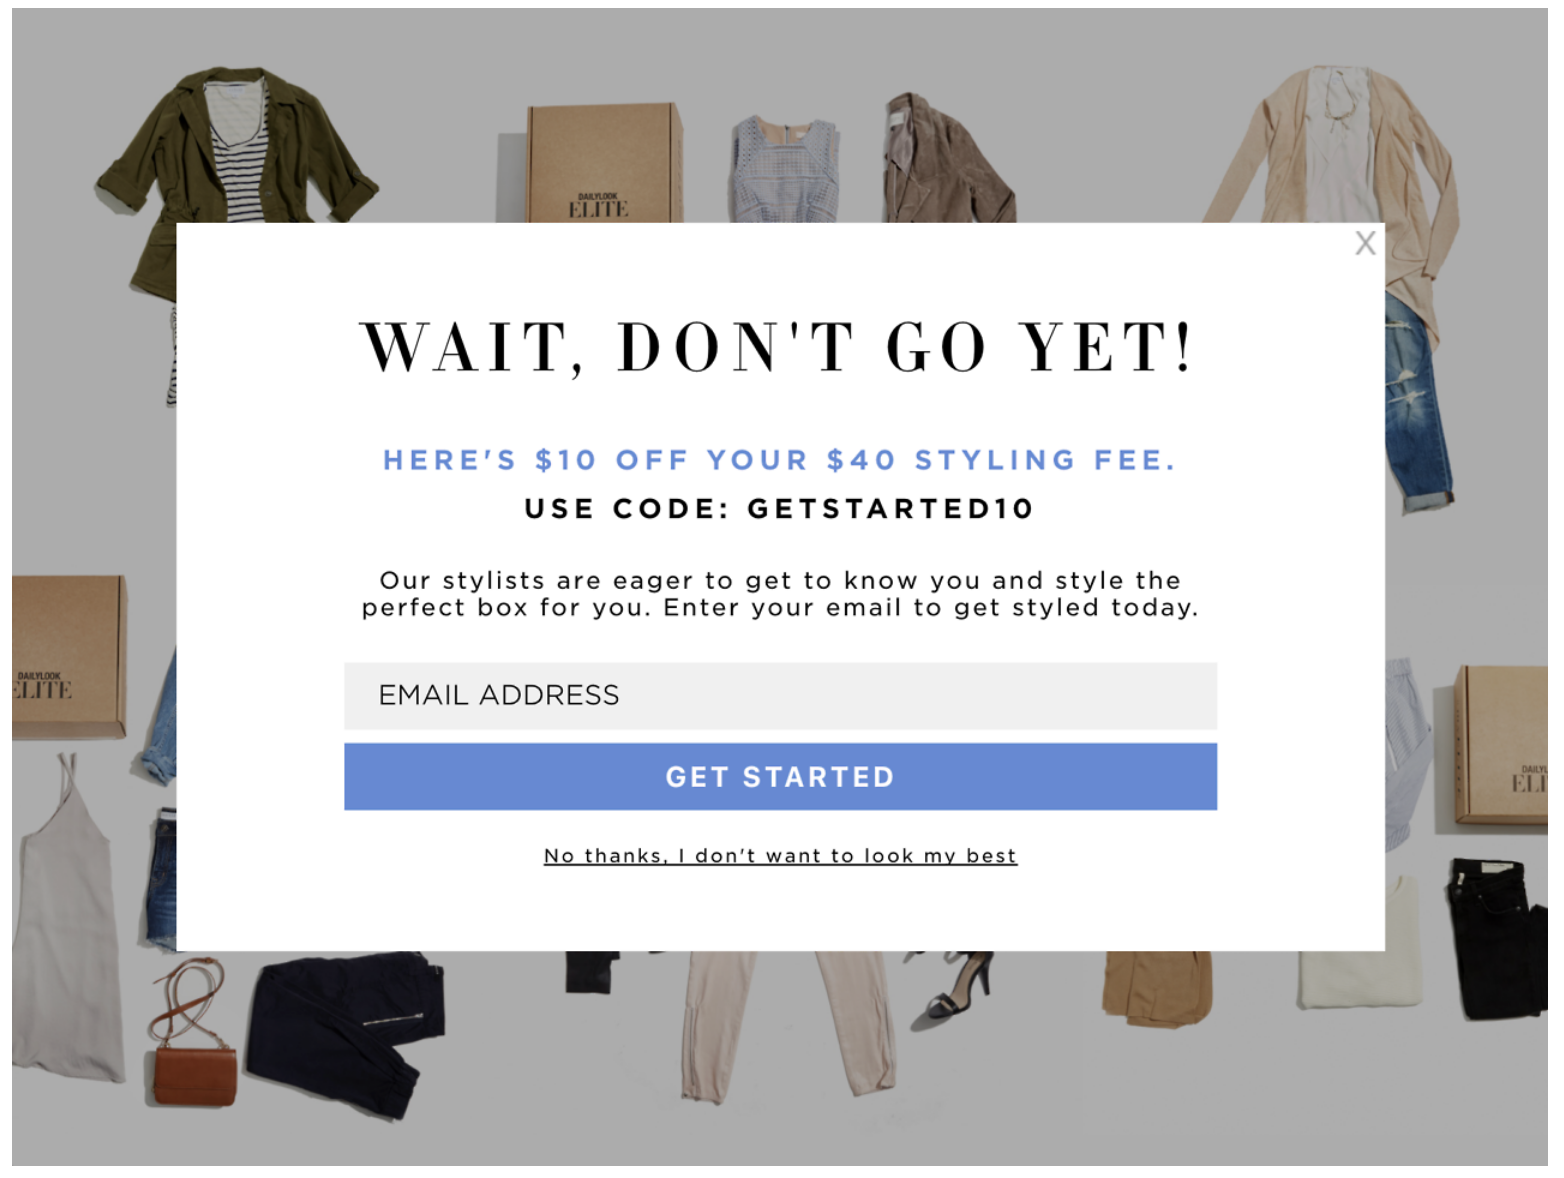 DAILYLOOK
ELITE
X
WAIT, DON'T GO YET!
HERE'S $10 OFF YOUR $40 STYLING FEE.
USE CODE: GETSTARTED10
Our stylists are eager to get to know you and style the
perfect box for you. Enter your email to get styled today.
EMAIL ADDRESS
GET STARTED
No thanks, I don't want to look my best
DAILYLOOK
ELITE
DAILYL
ELI